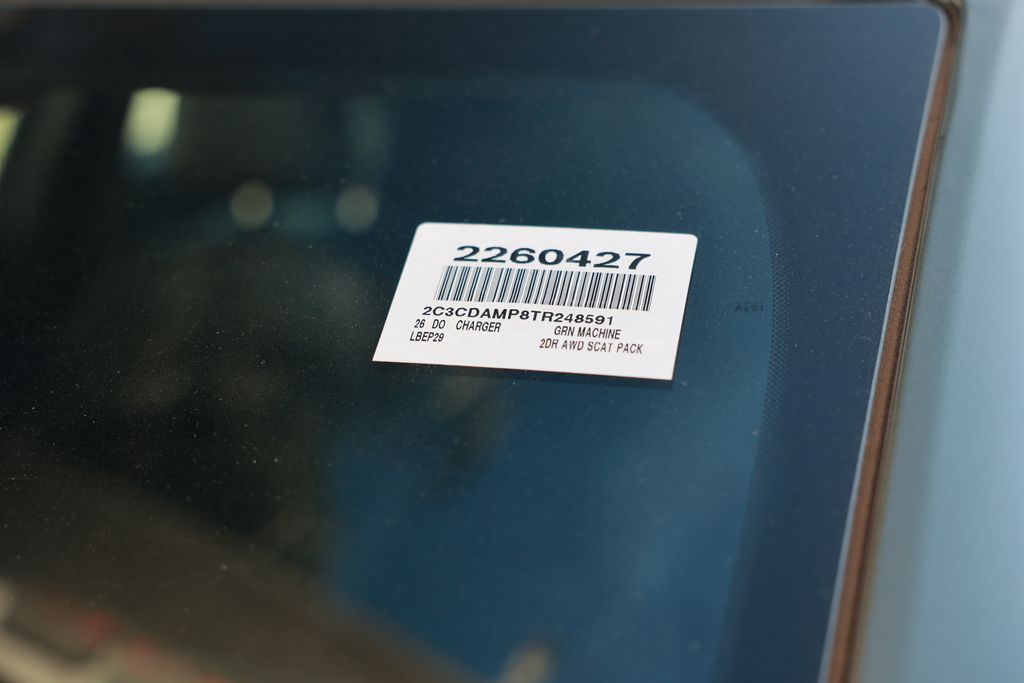 2260427
2C3CDAMP8TR248591
26 DO CHARGER GRN MACHINE
LBEP29 2DR AWD SCAT PACK